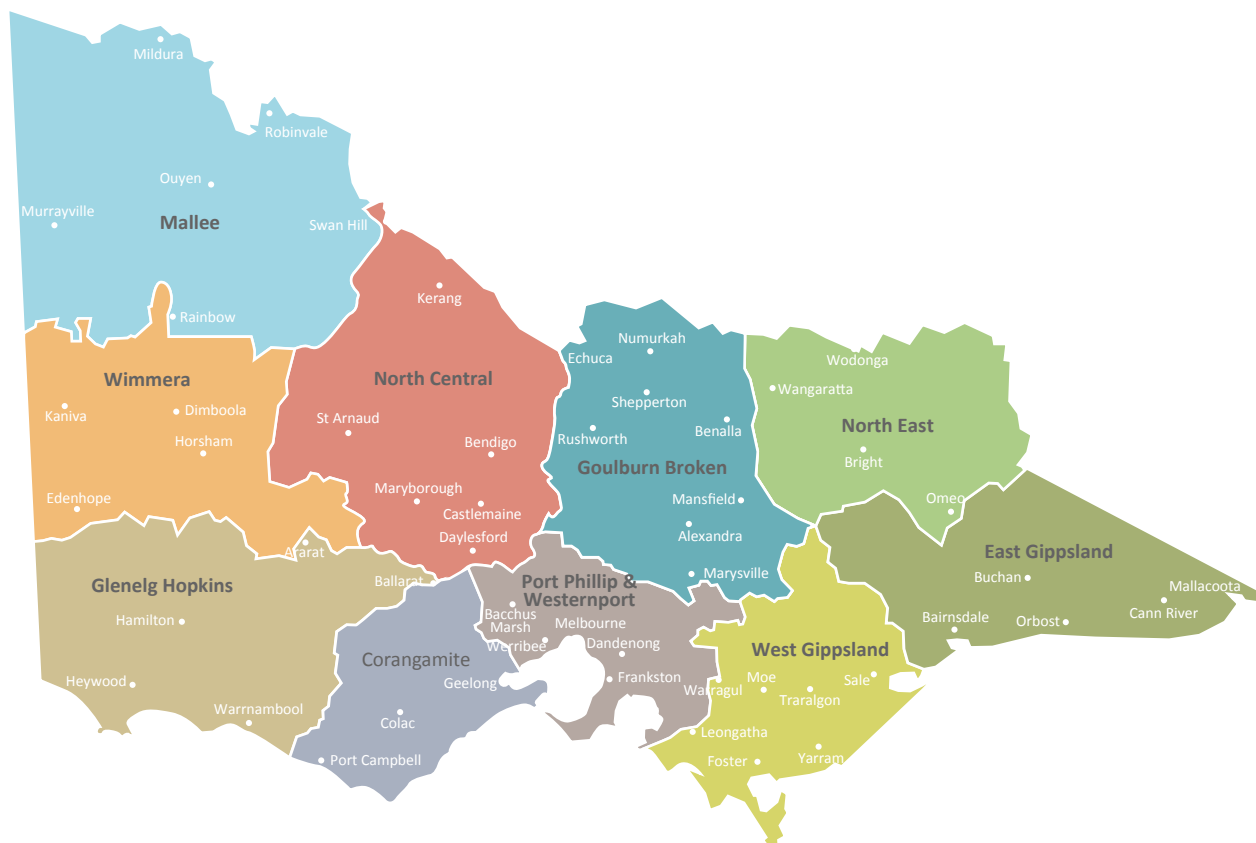 Mildura
Robinvale
Ouyen
Murrayville
Mallee
Swan Hill
Kerang
Rainbow
Numurkah
Echuca
Wodonga
Wimmera
North Central
Wangaratta
Kaniva
Dimboola
Shepperton
St Arnaud
Benalla
North East
Horsham
Bendigo
Rushworth
Bright
Goulburn Broken
Edenhope
Maryborough
Mansfield
Omeo
Castlemaine
Daylesford
Alexandra
Ararat
East Gippsland
Marysville
Buchan
Ballarat
Port Phillip &
Westernport
Glenelg Hopkins
Mallacoota
Cann River
Hamilton
Bacchus
Marsh
Melbourne
Bairnsdale
Orbost
Werribee
Dandenong
West Gippsland
Corangamite
Heywood
Geelong
Frankston
Warragul
Moe
Sale
Traralgon
Warrnambool
Colac
Leongatha
Port Campbell
Foster
Yarram